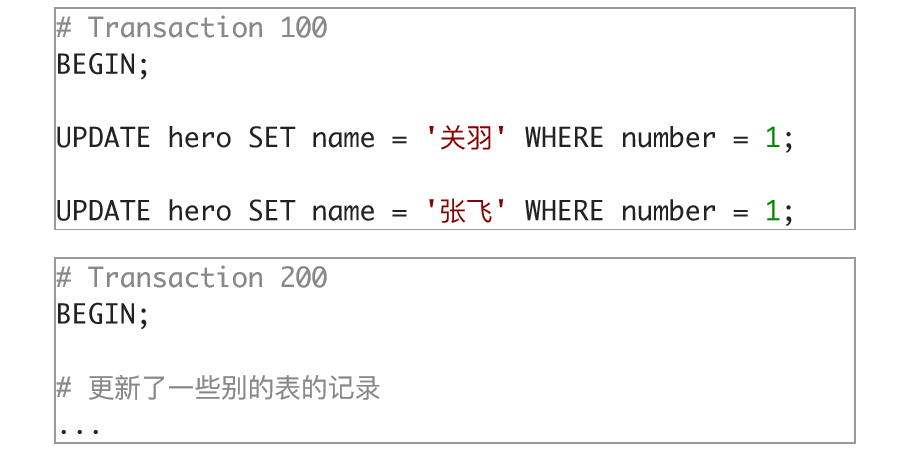 # Transaction 100
BEGIN;
UPDATE hero SET name = '关羽' WHERE number = 1;
UPDATE hero SET name = '张飞' WHERE number = 1;
# Transaction 200
BEGIN;
# 更新了一些别的表的记录
...